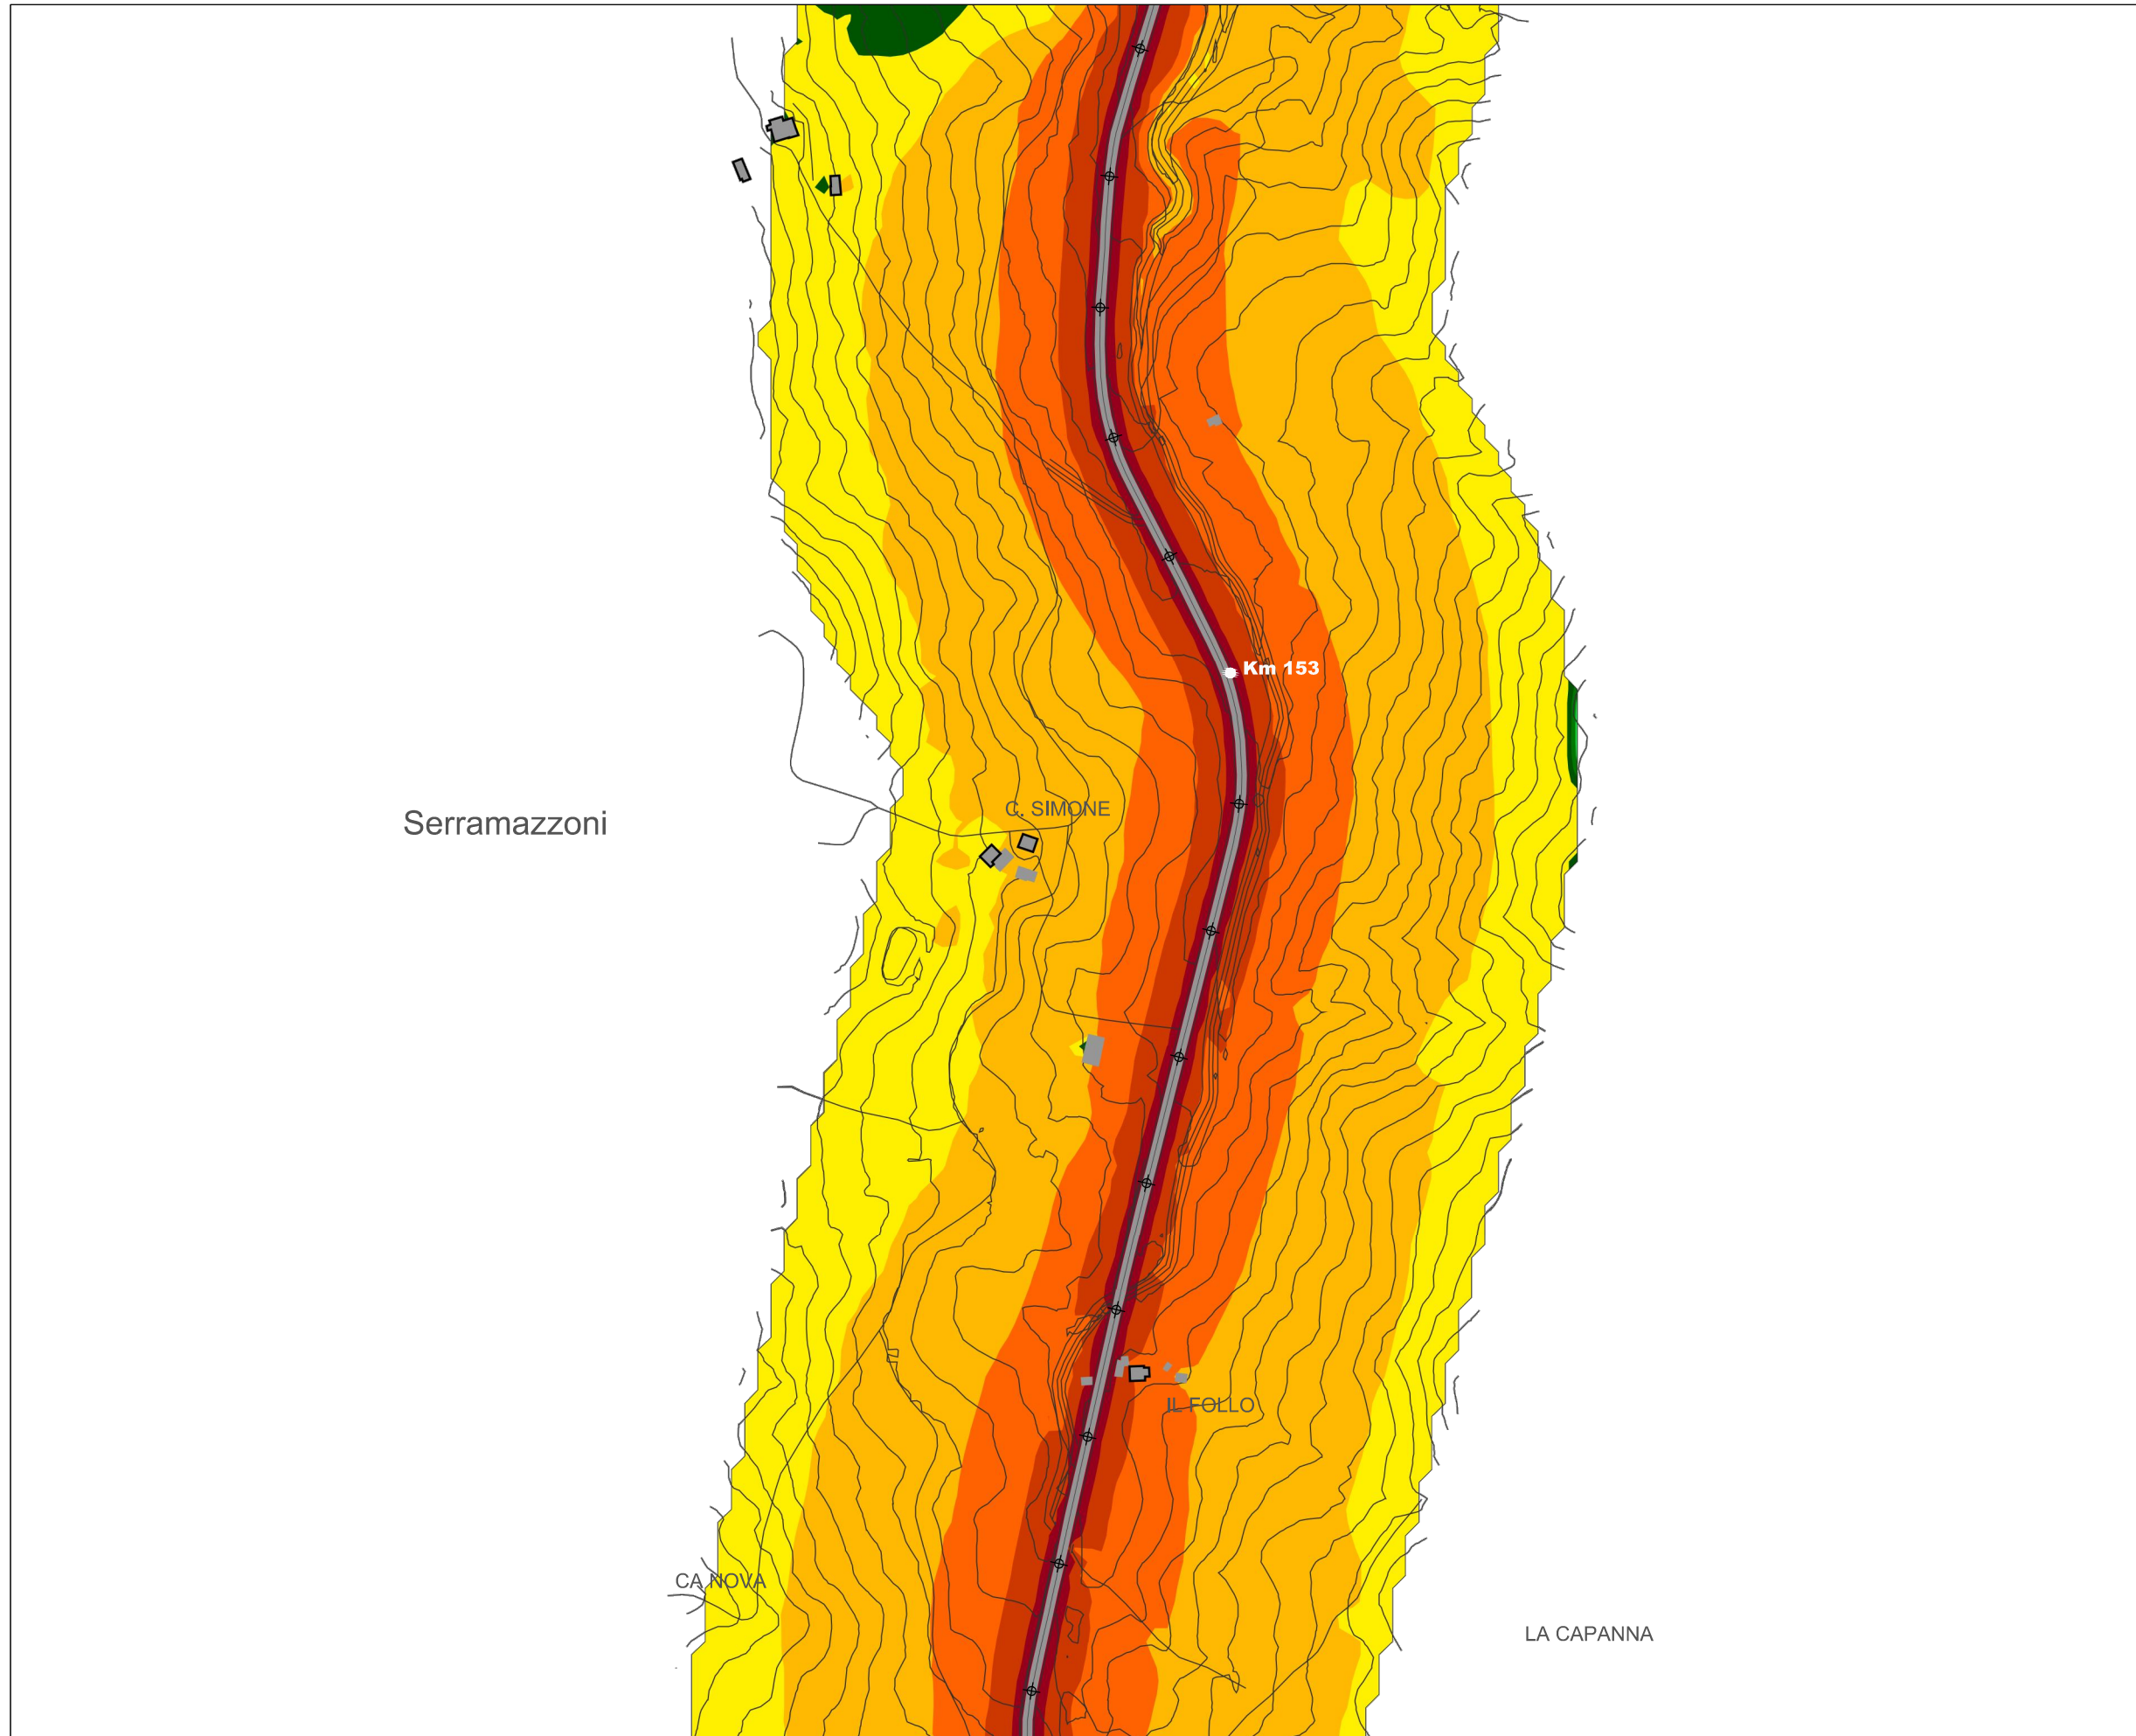 Km 153
C. SIMONE
Serramazzoni
IL FOLLO
CA NOVA
LA CAPANNA